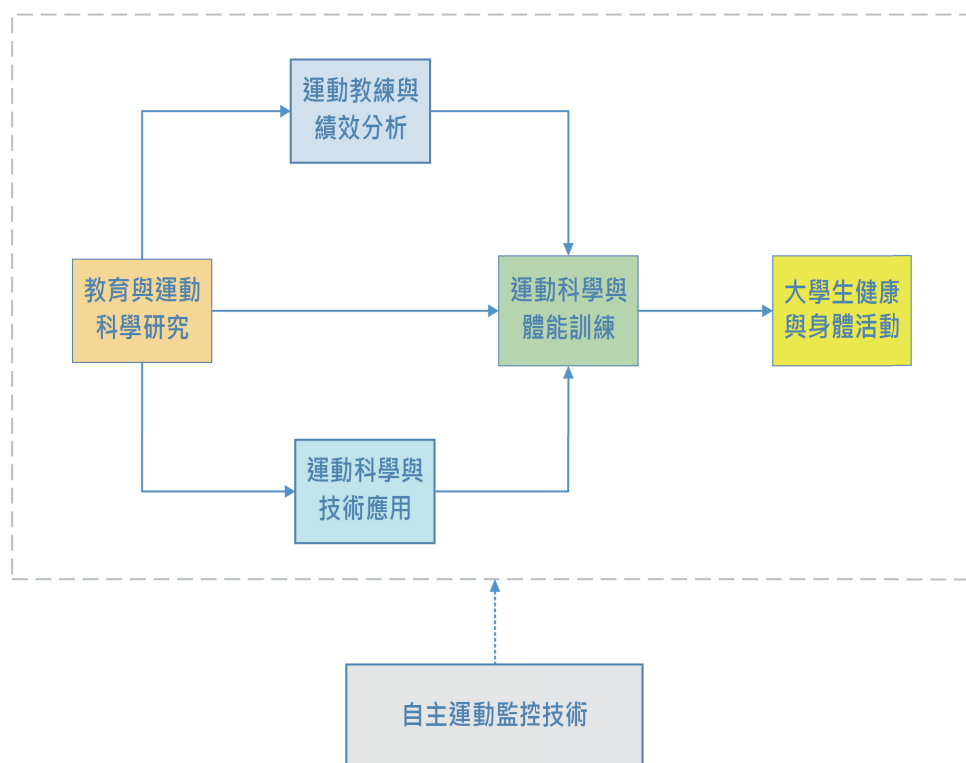 運動教練與
績效分析
教育與運動
科學研究
運動科學與
體能訓練
大學生健康
與身體活動
運動科學與
技術應用
自主運動監控技術